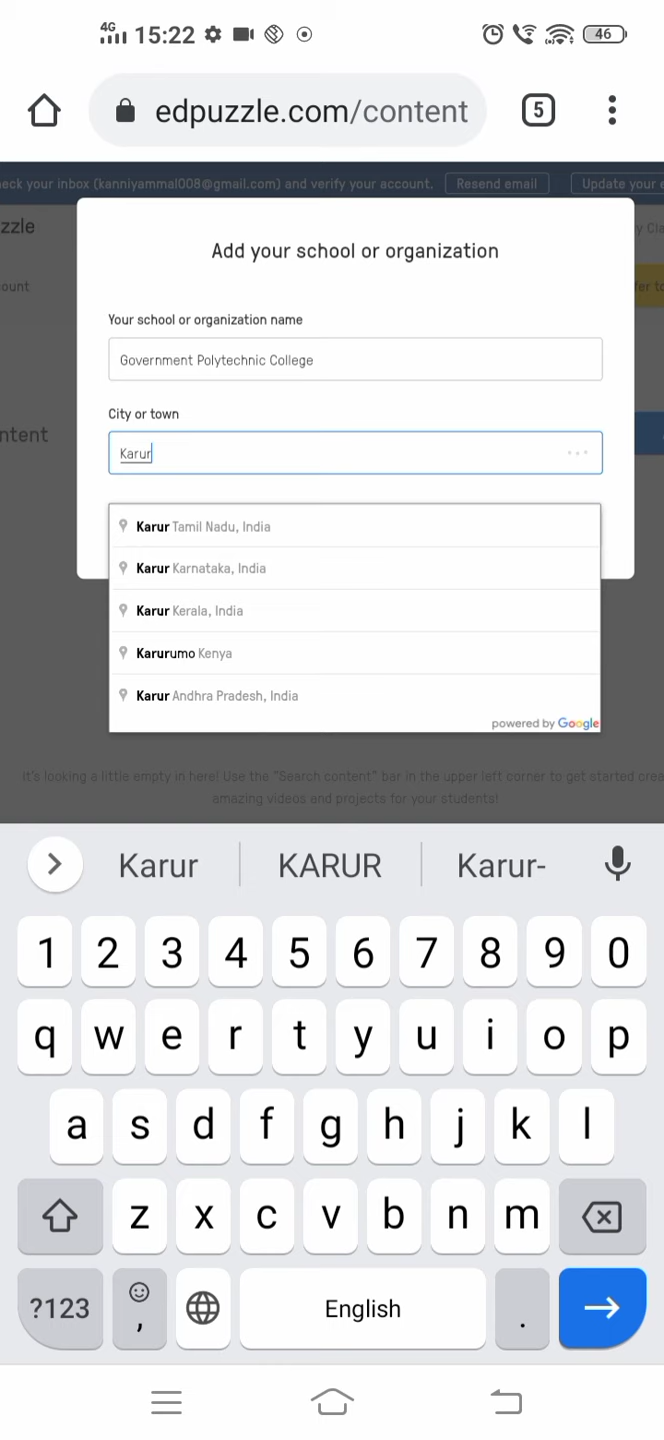 4G 15:22 46
edpuzzle.com/content 5
eck your inbox (kanniyammal008@gmail.com) and verify your account. Resend email Update your
zzle
y Cla
Add your school or organization
ount
fer to
Your school or organization name
Government Polytechnic College
City or town
ntent
Karur
Karur Tamil Nadu, India
Karur Karnataka, India
Karur Kerala, India
Karurumo Kenya
Karur Andhra Pradesh, India
powered by Google
It's looking a little empty in here! Use the "Search content" bar in the upper left corner to get started crea
amazing videos and projects for your students!
Karur KARUR Karur-
1 2 3 4 5 6 7 8 9 0
q w e r t y u i o p
a s d f g h j k l
z x c v b n m
?123 , English .